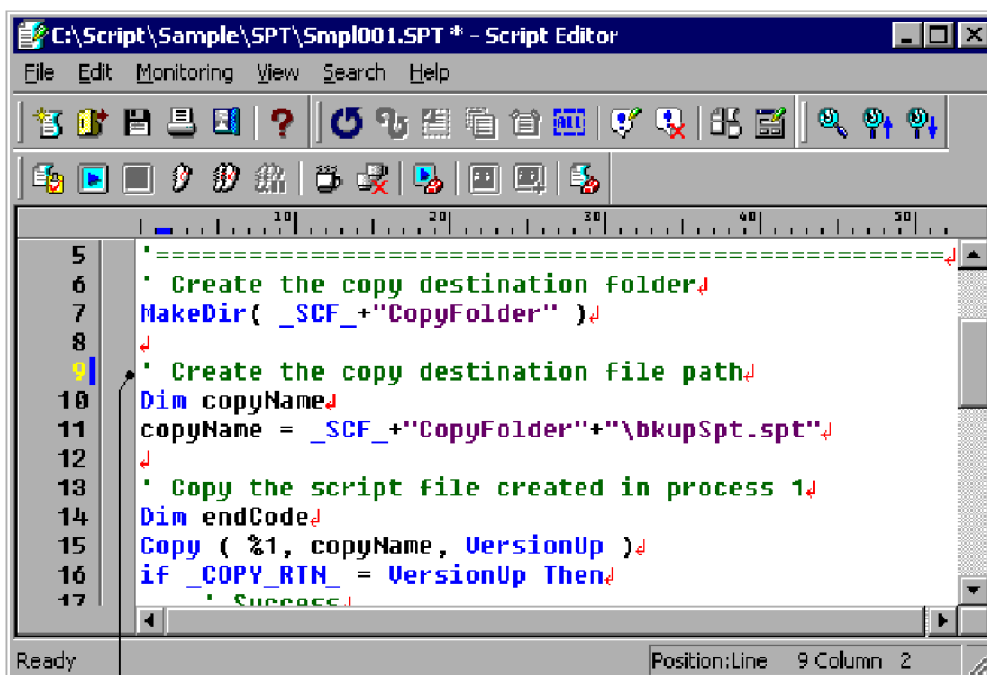 C:\Script\Sample\SPT\Smpl001.SPT * - Script Editor
File Edit Monitoring View Search Help
ALL
10 20 30 40 50
5 '===================================================
6 ' Create the copy destination folder
7 MakeDir( _SCF_+"CopyFolder" )
8
9 ' Create the copy destination file path
10 Dim copyName
11 copyName = _SCF_+"CopyFolder"+"\bkupSpt.spt"
12
13 ' Copy the script file created in process 1
14 Dim endCode
15 Copy ( %1, copyName, VersionUp )
16 if _COPY_RTN_ = VersionUp Then
17 ' Success
Ready Position:Line 9 Column 2